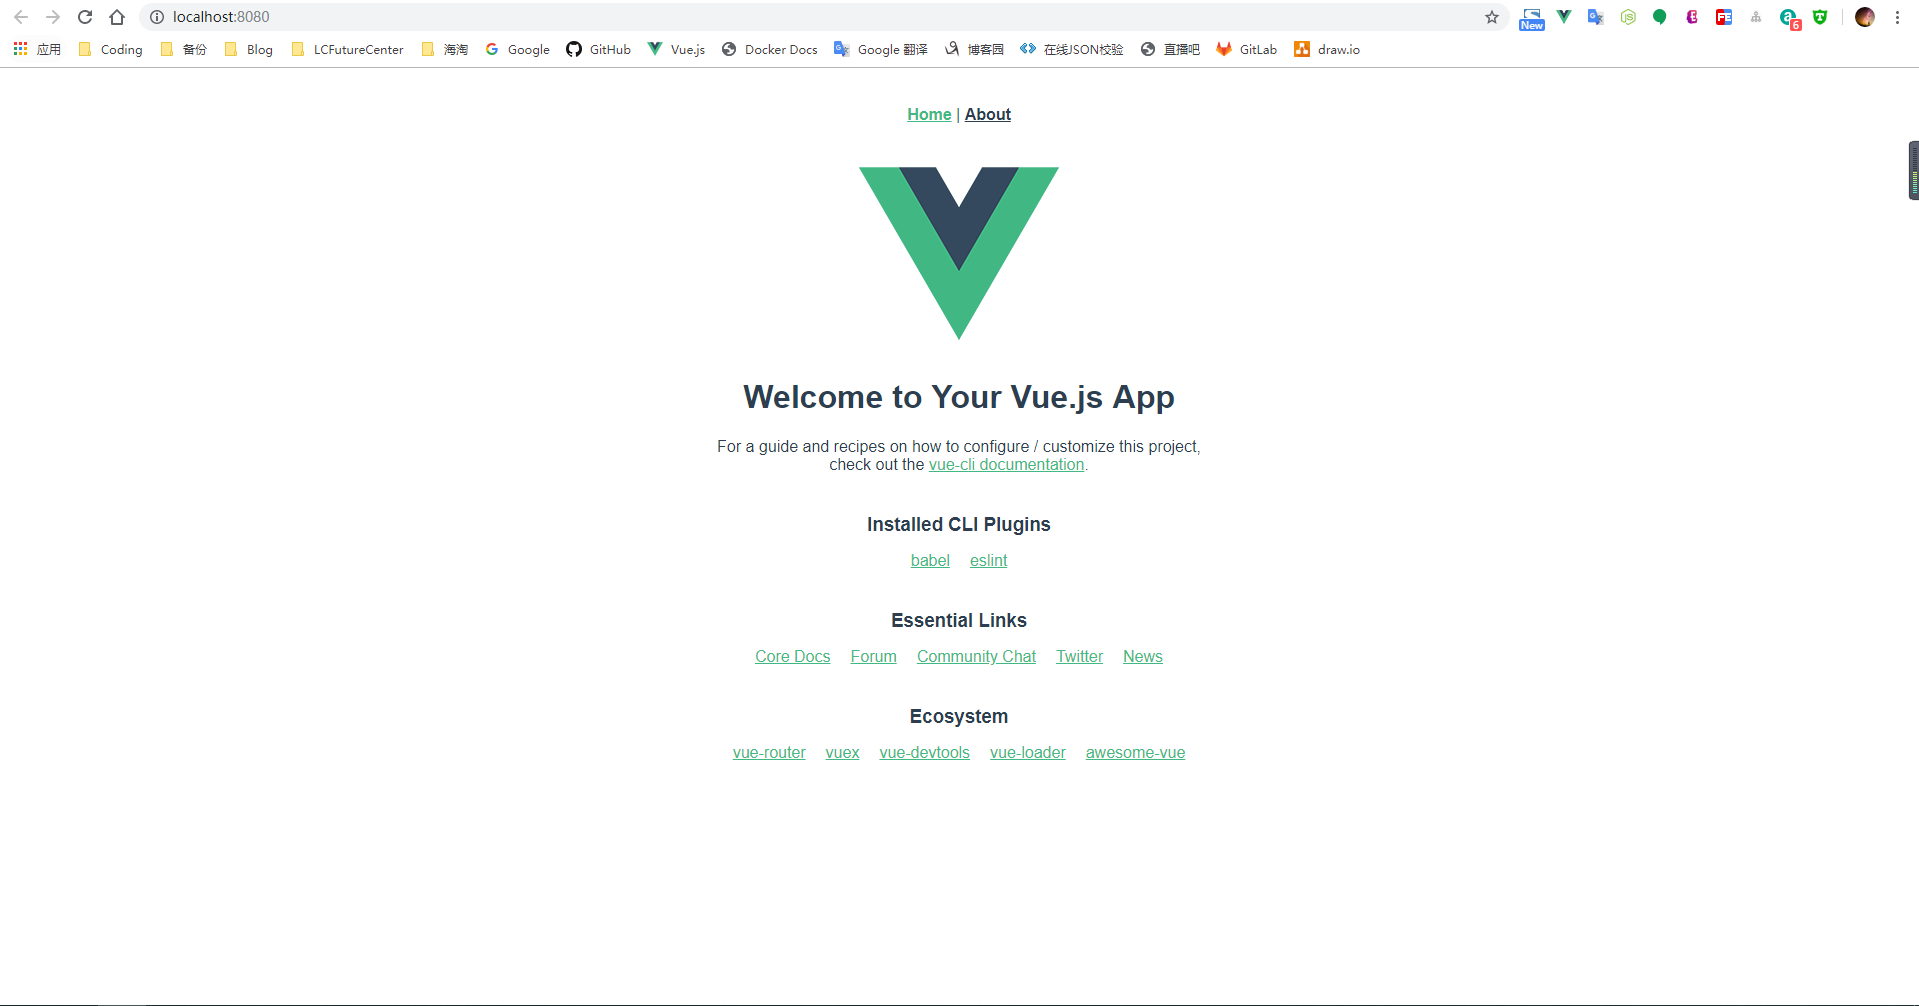 localhost:8080
New
6
应用 Coding 备份 Blog LCFutureCenter 海淘 Google GitHub Vue.js Docker Docs Google 翻译 博客园 在线JSON校验 直播吧 GitLab draw.io
Home | About
Welcome to Your Vue.js App
For a guide and recipes on how to configure / customize this project,
check out the vue-cli documentation.
Installed CLI Plugins
babel eslint
Essential Links
Core Docs Forum Community Chat Twitter News
Ecosystem
vue-router vuex vue-devtools vue-loader awesome-vue